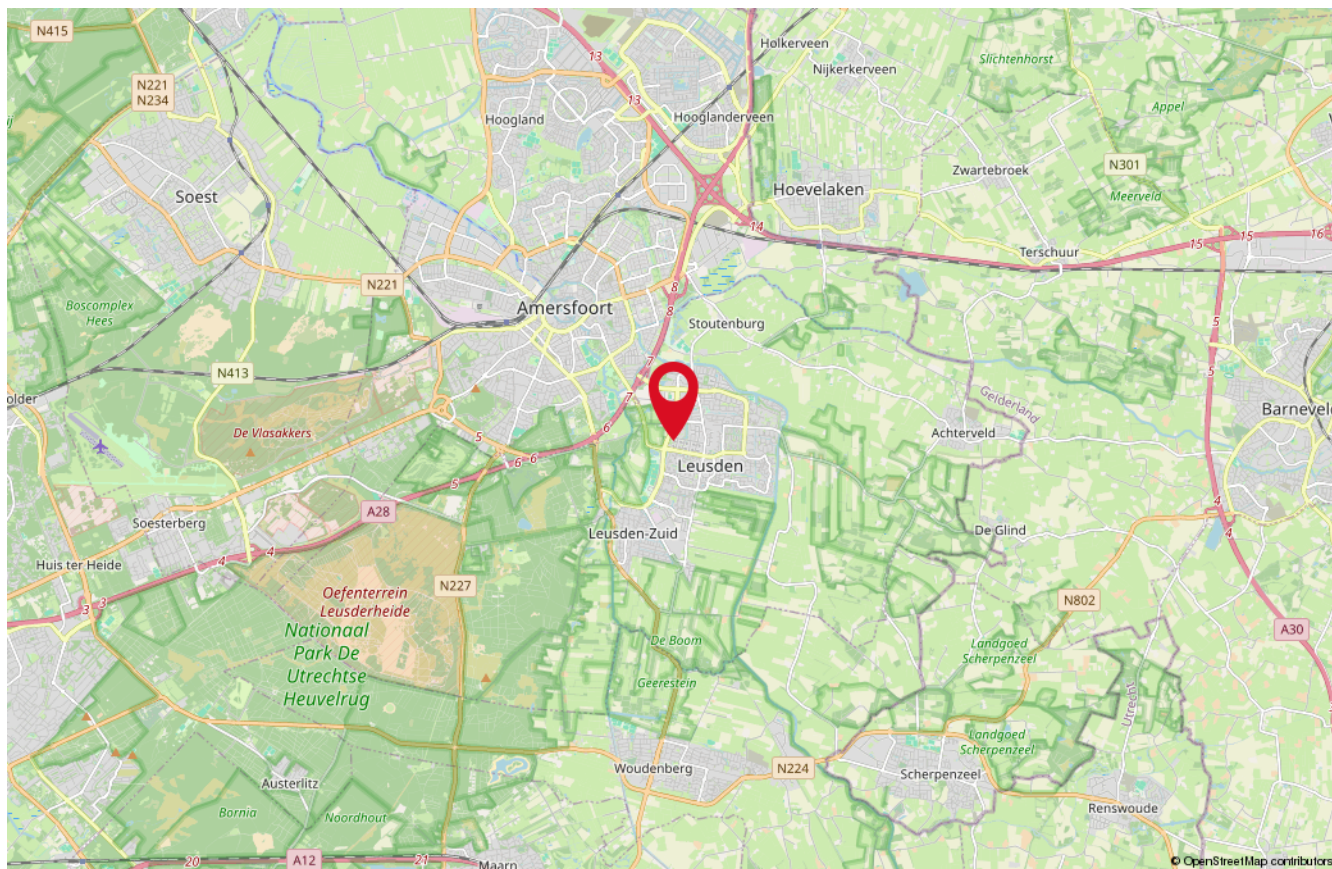 N415
Holkerveen
Nijkerkerveen
Slichtenhorst
N221
N234
13
13
Appel
Hoogland
Hooglanderveen
N301
Zwartebroek
Soest
Hoevelaken
Meerveld
14
15
15
16
Terschuur
N221
8
Boscomplex
Hees
Amersfoort
8
Stoutenburg
5
7
5
N413
7
Gelderland
older
Barneveld
De Vlasakkers
5
6
Achterveld
6
6
Leusden
5
4
A28
Soesterberg
Leusden-Zuid
De Glind
4
4
4
Huis ter Heide
N227
Oefenterrein
Leusderheide
3
3
N802
Nationaal
Park De
Utrechtse
Heuvelrug
De Boom
Landgoed
Scherpenzeel
A30
Geerestein
Utrecht
Landgoed
Scherpenzeel
Woudenberg
N224
Scherpenzeel
Austerlitz
Renswoude
Bornia
Noordhout
20
A12
21
Maarn
© OpenStreetMap contributors